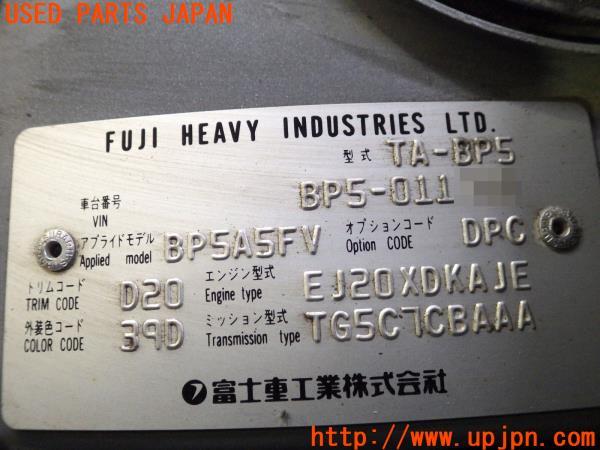 USED PARTS JAPAN
FUJI HEAVY INDUSTRIES LTD.
型式 TA-BP5
車台番号 VIN BP5-011
アプライドモデル Applied model BP5A5FV オプションコード Option CODE DPC
トリムコード TRIM CODE D20 エンジン型式 Engine type EJ20XDKAJE
外装色コード COLOR CODE 39D ミッション型式 Transmission type TG5C7CBAAA
富士重工業株式会社
http://www.upjpn.com/